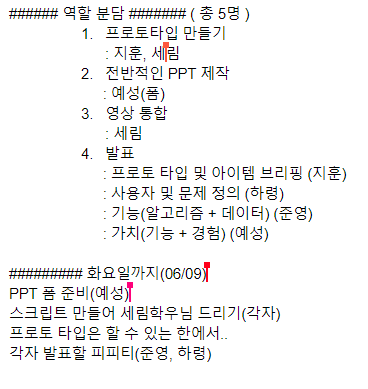 ###### 역할 분담 ####### ( 총 5명 )
1. 프로토타입 만들기
: 지훈, 세림
2. 전반적인 PPT 제작
: 예성(폼)
3. 영상 통합
: 세림
4. 발표
: 프로토 타입 및 아이템 브리핑 (지훈)
: 사용자 및 문제 정의 (하령)
: 기능(알고리즘 + 데이터) (준영)
: 가치(기능 + 경험) (예성)
######### 화요일까지(06/09)
PPT 폼 준비(예성)
스크립트 만들어 세림학우님 드리기(각자)
프로토 타입은 할 수 있는 한에서..
각자 발표할 피피티(준영, 하령)